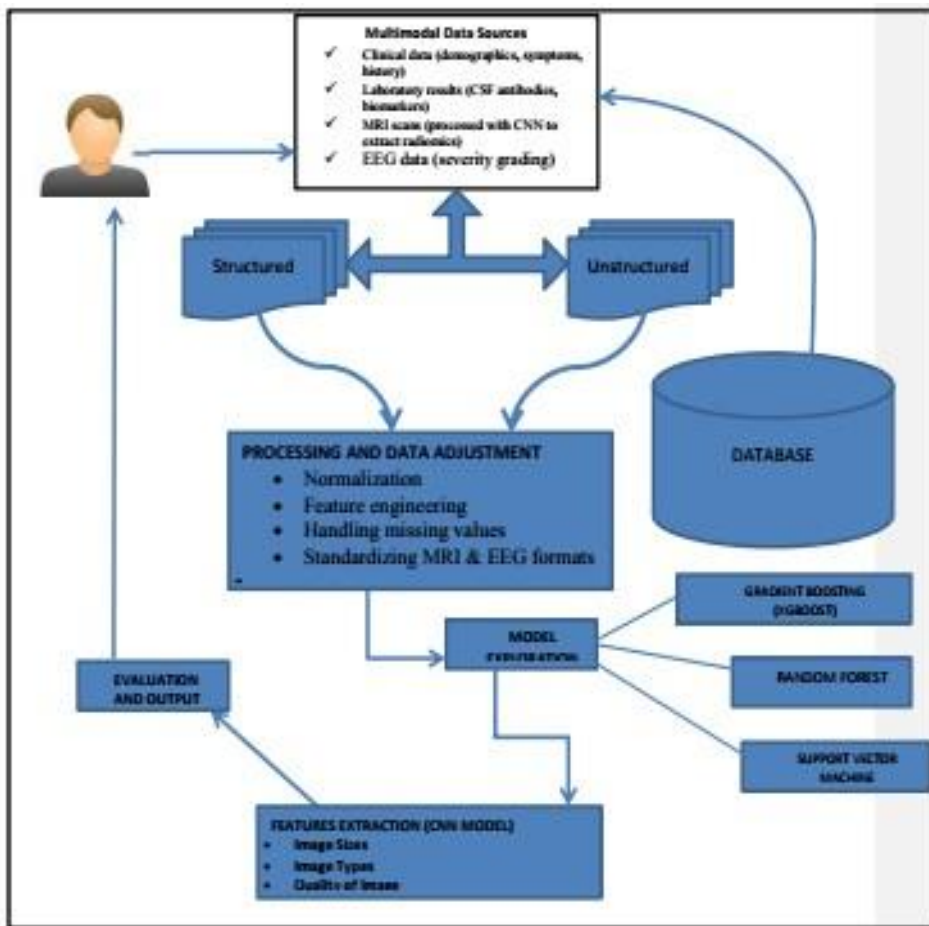 Multimodal Data Sources
✓ Clinical data (demographics, symptoms,
history)
✓ Laboratory results (CSF antibodies,
biomarkers)
✓ MRI scans (processed with CNN to
extract radiomics)
✓ EEG data (severity grading)
Structured
Unstructured
PROCESSING AND DATA ADJUSTMENT
• Normalization
• Feature engineering
• Handling missing values
• Standardizing MRI & EEG formats
DATABASE
GRADIENT BOOSTING
(XGBOOST)
MODEL
EXPLORATION
RANDOM FOREST
EVALUATION
AND OUTPUT
SUPPORT VECTOR
MACHINE
FEATURES EXTRACTION (CNN MODEL)
• Image Sizes
• Image Types
• Quality of Image